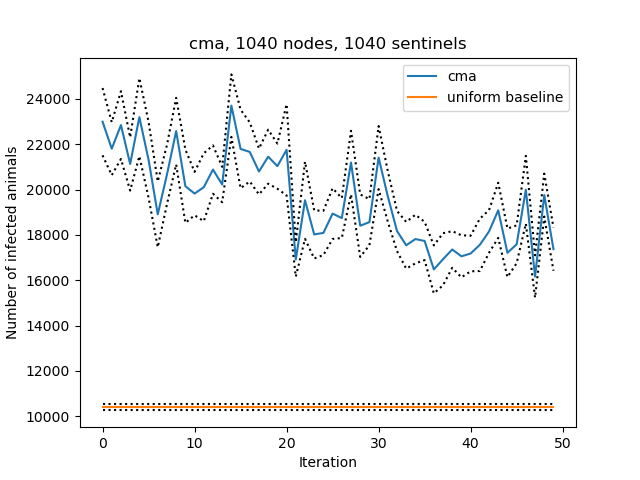 cma, 1040 nodes, 1040 sentinels
cma
uniform baseline
Number of infected animals
24000
22000
20000
18000
16000
14000
12000
10000
0 10 20 30 40 50
Iteration